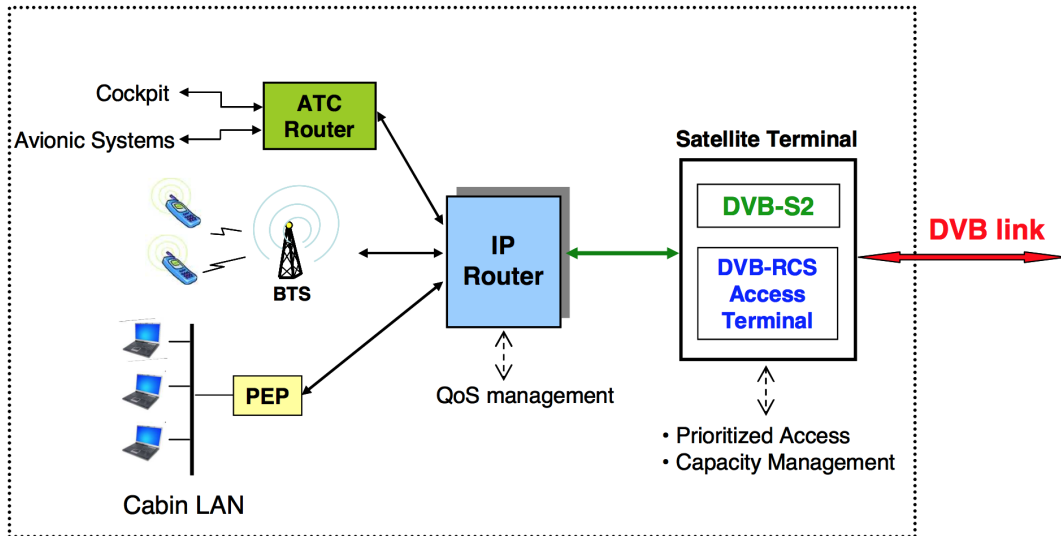 Cockpit
Avionic Systems
ATC
Router
BTS
PEP
Cabin LAN
IP
Router
QoS management
Satellite Terminal
DVB-S2
DVB-RCS
Access
Terminal
• Prioritized Access
• Capacity Management
DVB link